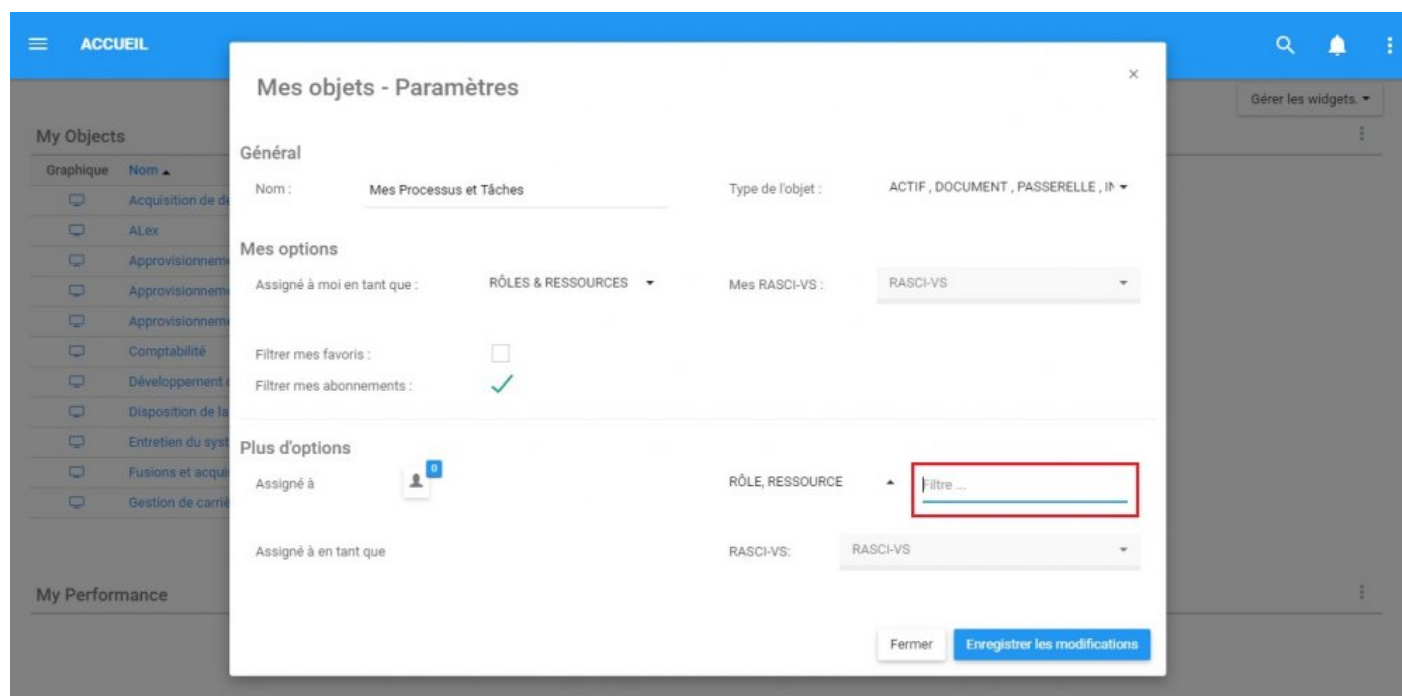 ACCUEIL
Mes objets - Paramètres
×
Gérer les widgets.
My Objects
Général
Graphique Nom
Nom : Mes Processus et Tâches Type de l'objet : ACTIF , DOCUMENT , PASSERELLE , IN
Acquisition de de
ALex
Mes options
Approvisionnem
Assigné à moi en tant que : RÔLES & RESSOURCES Mes RASCI-VS : RASCI-VS
Approvisionneme
Approvisionneme
Comptabilité
Filtrer mes favoris :
Développement
Filtrer mes abonnements :
Disposition de la
Entretien du syst
Plus d'options
Fusions et acqui
Assigné à 0 RÔLE, RESSOURCE Filtre ...
Gestion de carriè
Assigné à en tant que RASCI-VS: RASCI-VS
My Performance
Fermer Enregistrer les modifications